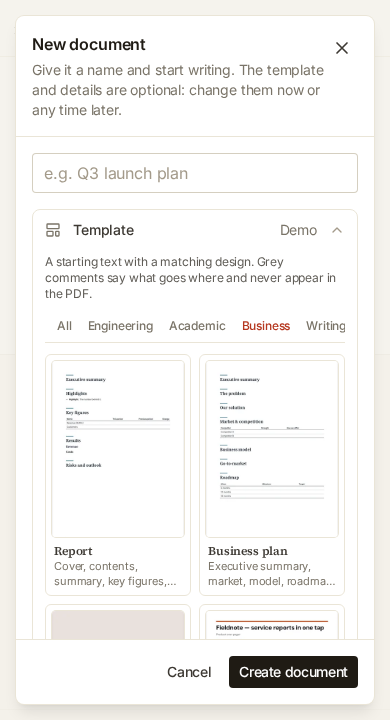 New document
Give it a name and start writing. The template
and details are optional: change them now or
any time later.
e.g. Q3 launch plan
Template
Demo
A starting text with a matching design. Grey
comments say what goes where and never appear in
the PDF.
All Engineering Academic Business Writing
Executive summary
Highlights
Key figures
Results
Risks and outlook
Executive summary
The problem
Our solution
Market & competition
Business model
Go-to-market
Roadmap
Report
Cover, contents,
summary, key figures,...
Business plan
Executive summary,
market, model, roadma...
Fieldnote — service reports in one tap
Cancel
Create document